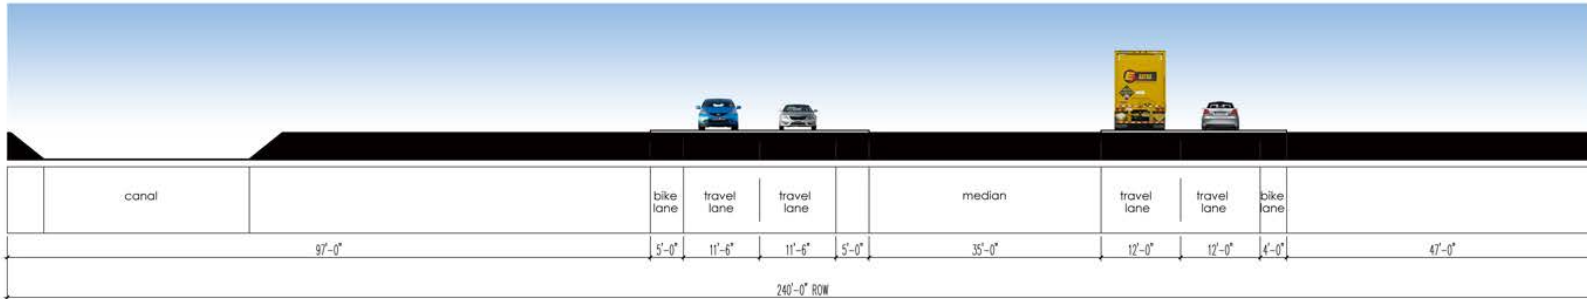 canal
bike
lane
travel
lane
travel
lane
median
travel
lane
travel
lane
bike
lane
97'-0"
5'-0"
11'-6"
11'-6"
5'-0"
35'-0"
12'-0"
12'-0"
4'-0"
47'-0"
240'-0" ROW